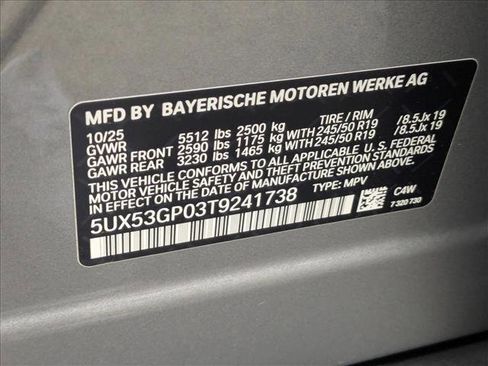 MFD BY BAYERISCHE MOTOREN WERKE AG
10/25 5512 lbs 2500 kg TIRE / RIM
GVWR
GAWR FRONT 2590 lbs 1175 kg WITH 245/50 R19 /8.5Jx 19
GAWR REAR 3230 lbs 1465 kg WITH 245/50 R19 /8.5Jx 19
THIS VEHICLE CONFORMS TO ALL APPLICABLE U.S. FEDERAL
MOTOR VEHICLE SAFETY AND THEFT PREVENTION STANDARDS
IN EFFECT ON THE DATE OF MANUFACTURE SHOWN ABOVE.
5UX53GP03T9241738 TYPE: MPV
C4W
7 320 730